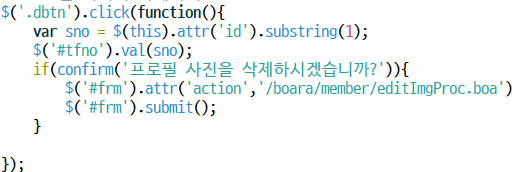 $('.dbtn').click(function(){
    var sno = $(this).attr('id').substring(1);
    $('#tfno').val(sno);
    if(confirm('프로필 사진을 삭제하시겠습니까?')){
        $('#frm').attr('action','/boara/member/editImgProc.boa')
        $('#frm').submit();
    }
});